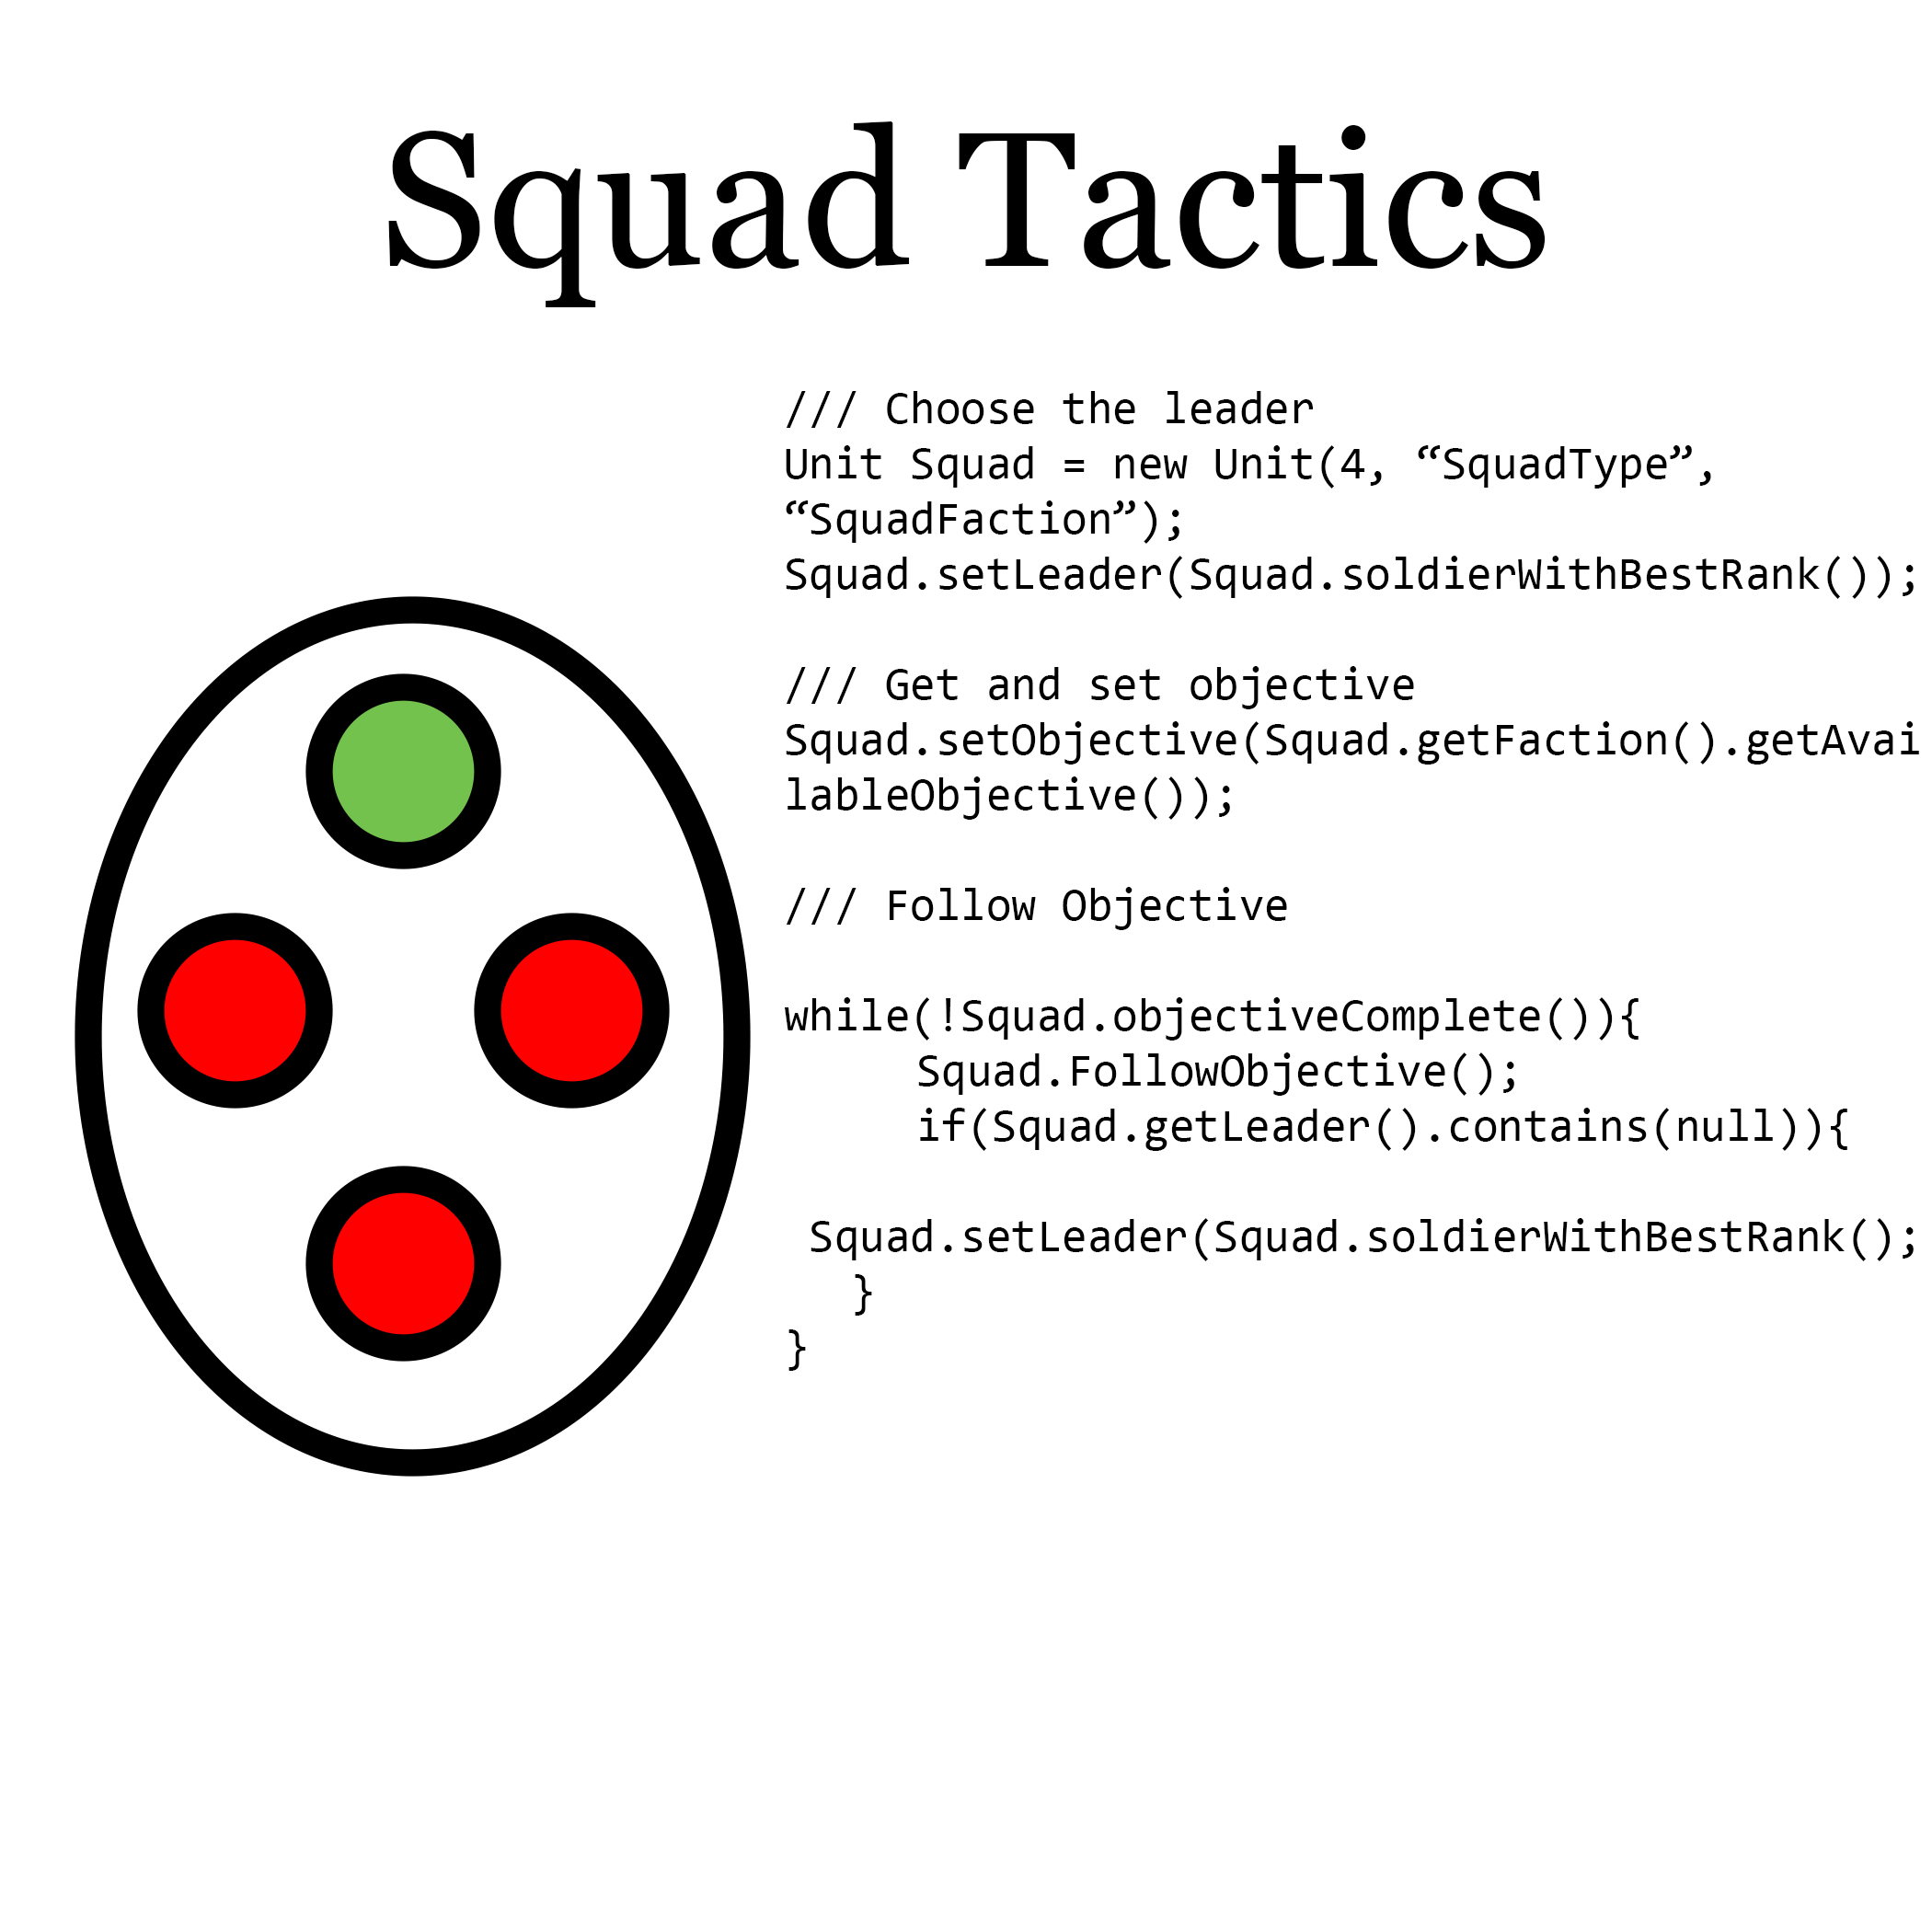 Squad Tactics
/// Choose the leader
Unit Squad = new Unit(4, “SquadType”,
“SquadFaction”);
Squad.setLeader(Squad.soldierWithBestRank());
/// Get and set objective
Squad.setObjective(Squad.getFaction().getAvai
lableObjective());
/// Follow Objective
while(!Squad.objectiveComplete()){
Squad.FollowObjective();
if(Squad.getLeader().contains(null)){
Squad.setLeader(Squad.soldierWithBestRank();
}
}